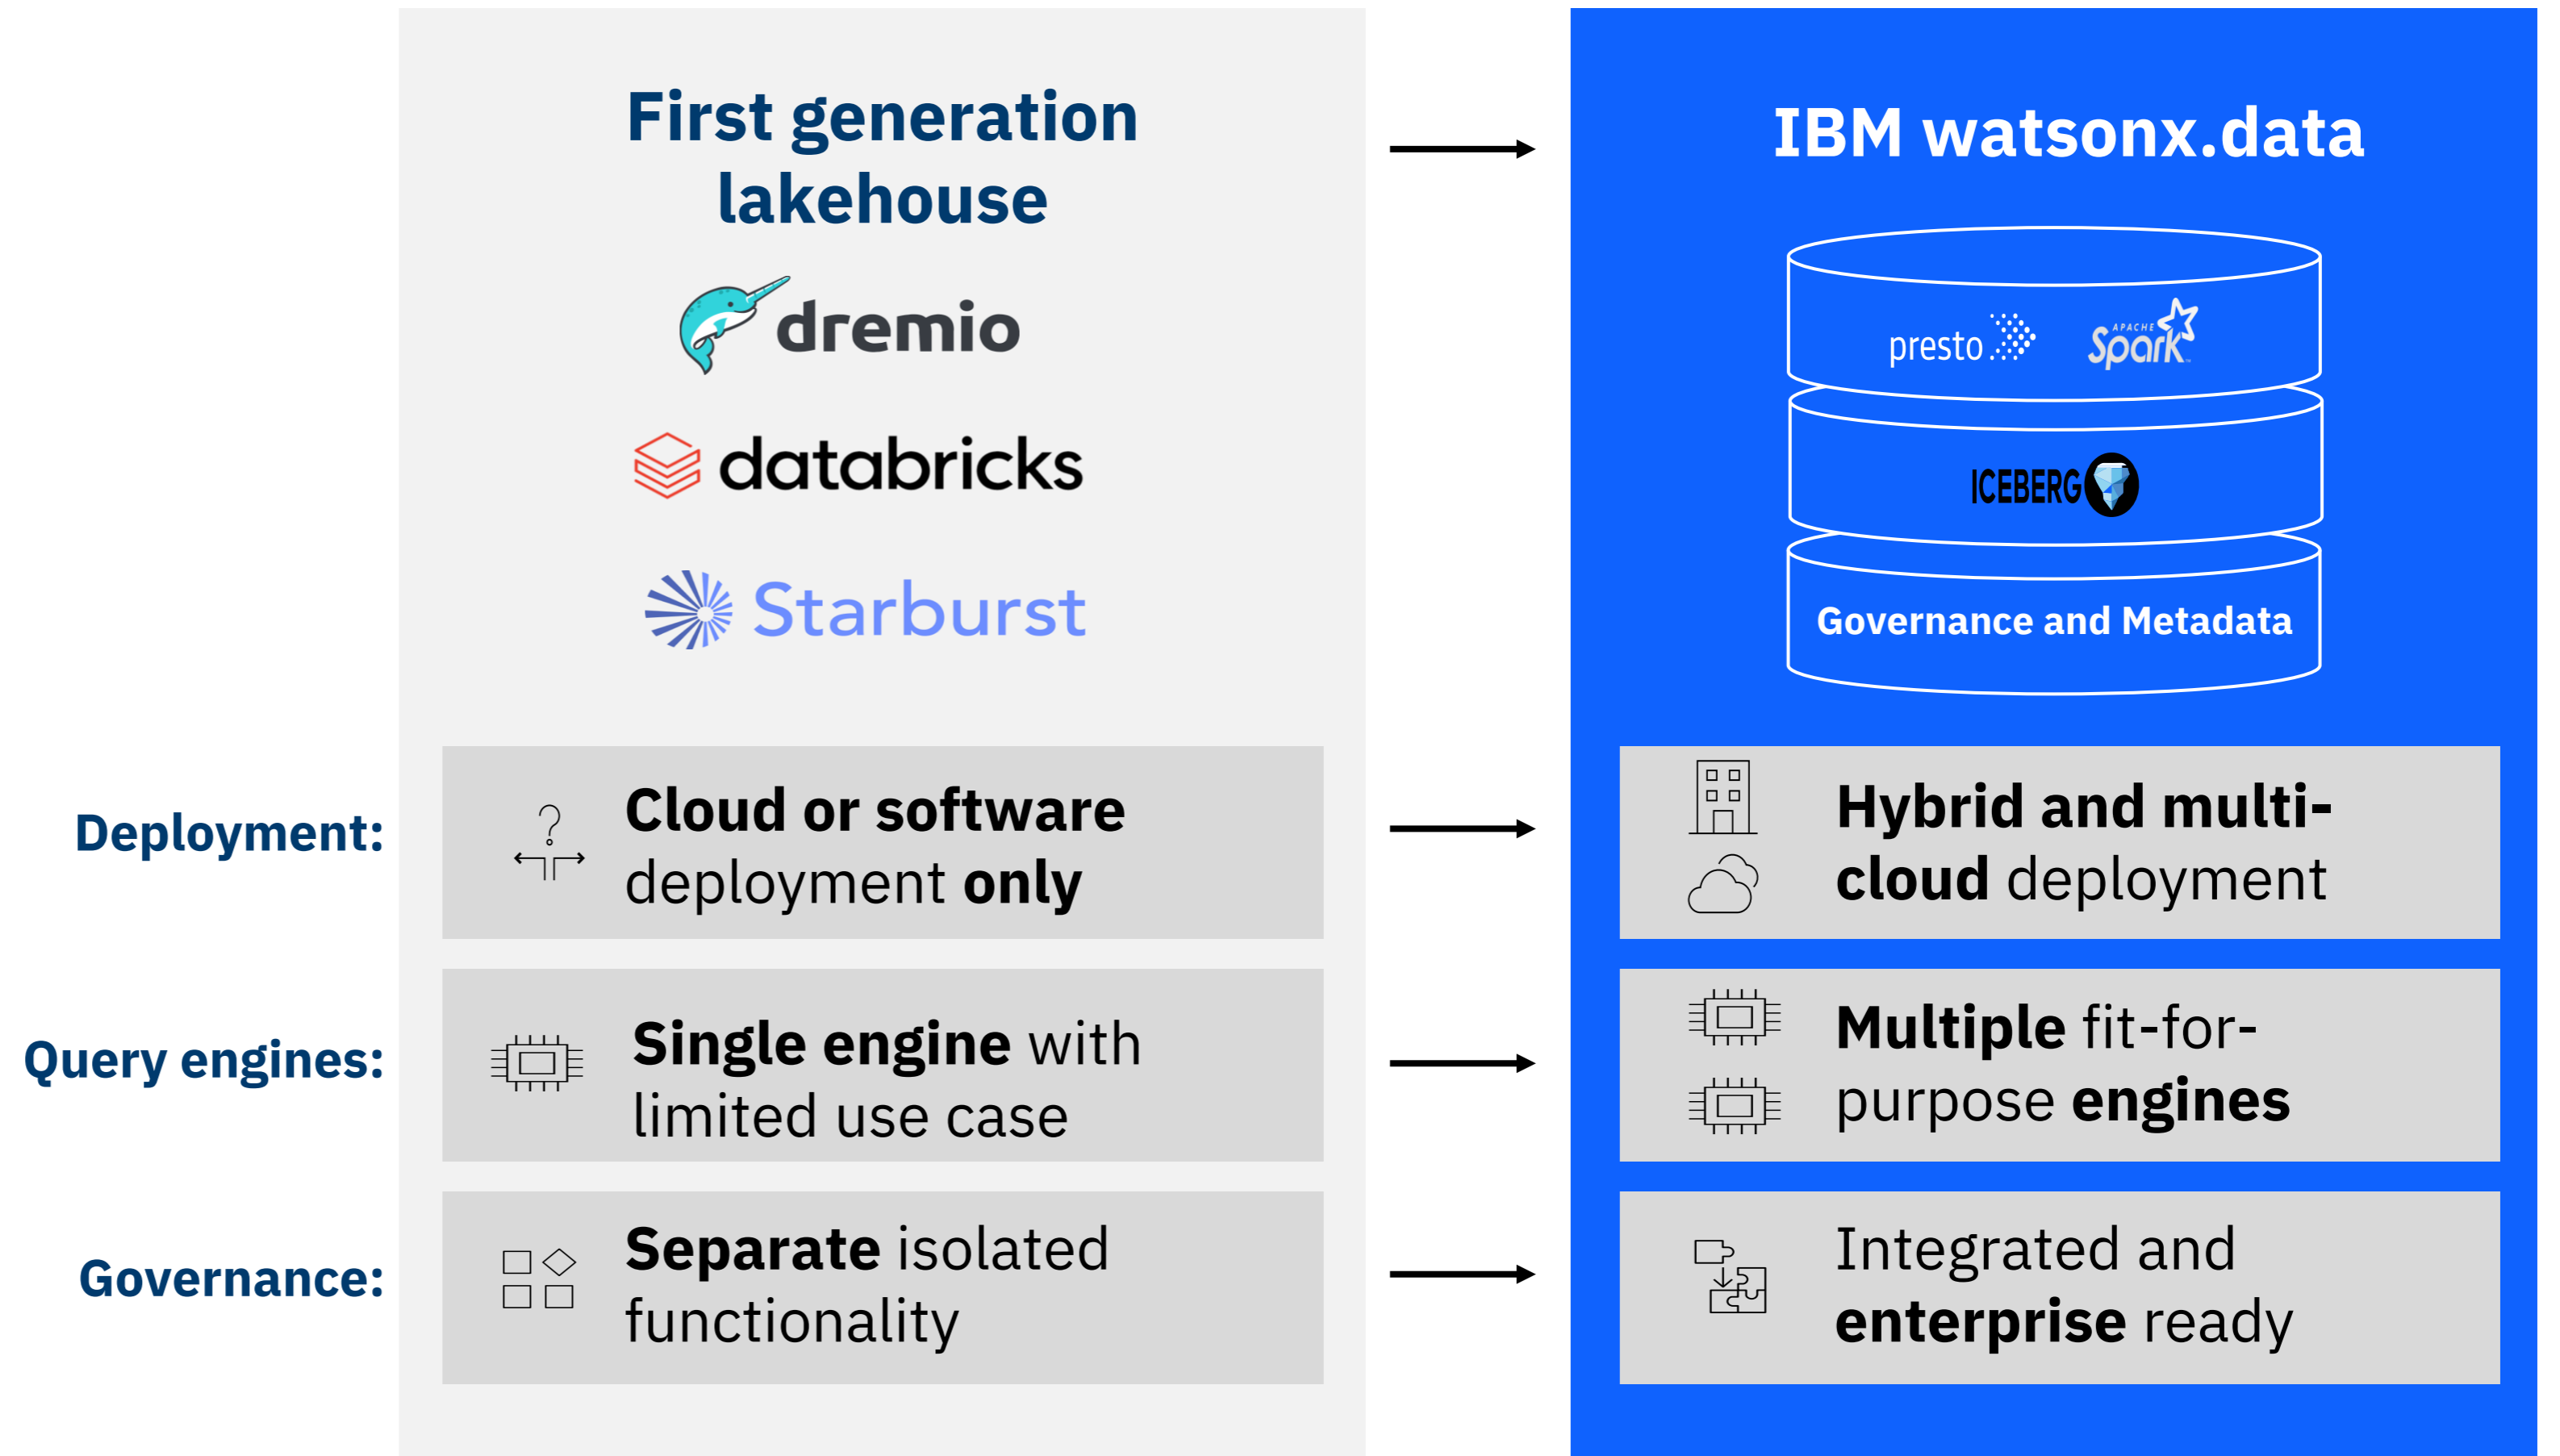 First generation
lakehouse
IBM watsonx.data
dremio
databricks
Starburst
presto
APACHE
Spark™
ICEBERG
Governance and Metadata
Deployment:
Cloud or software
deployment only
Hybrid and multi-
cloud deployment
Query engines:
Single engine with
limited use case
Multiple fit-for-
purpose engines
Governance:
Separate isolated
functionality
Integrated and
enterprise ready